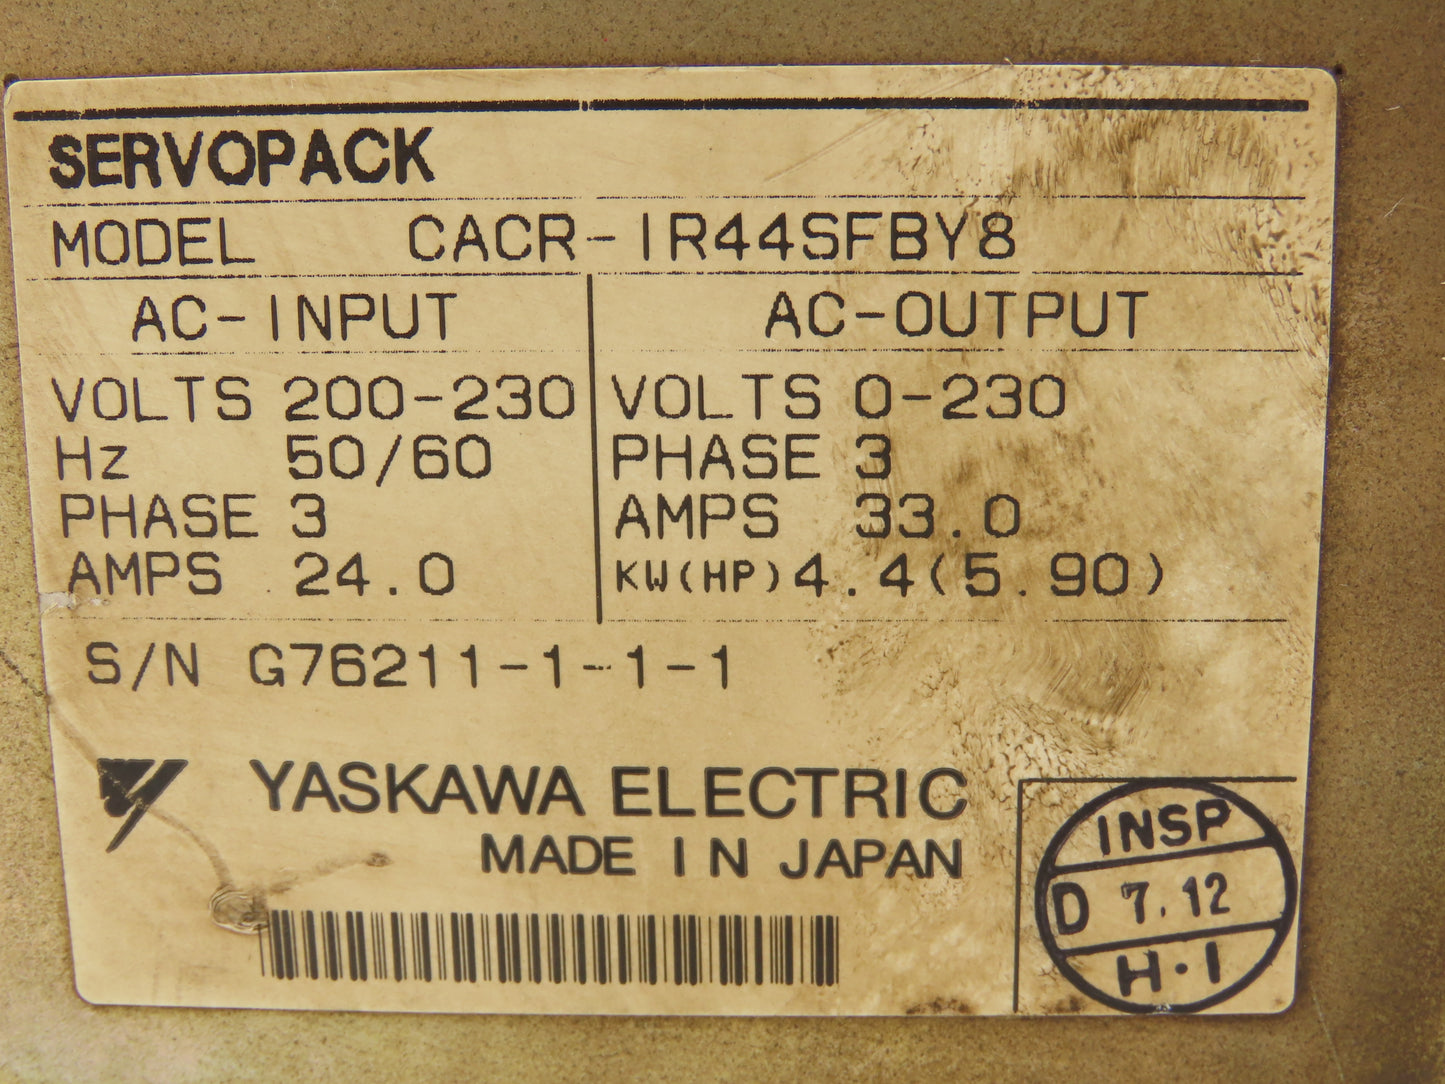 SERVOPACK
MODEL CACR-1R44SFBY8
AC-INPUT AC-OUTPUT
VOLTS 200-230 VOLTS 0-230
Hz 50/60 PHASE 3
PHASE 3 AMPS 33.0
AMPS 24.0 KW(HP) 4.4(5.90)
S/N G76211-1-1-1
YASKAWA ELECTRIC
MADE IN JAPAN
INSP
D 7.12
H·I